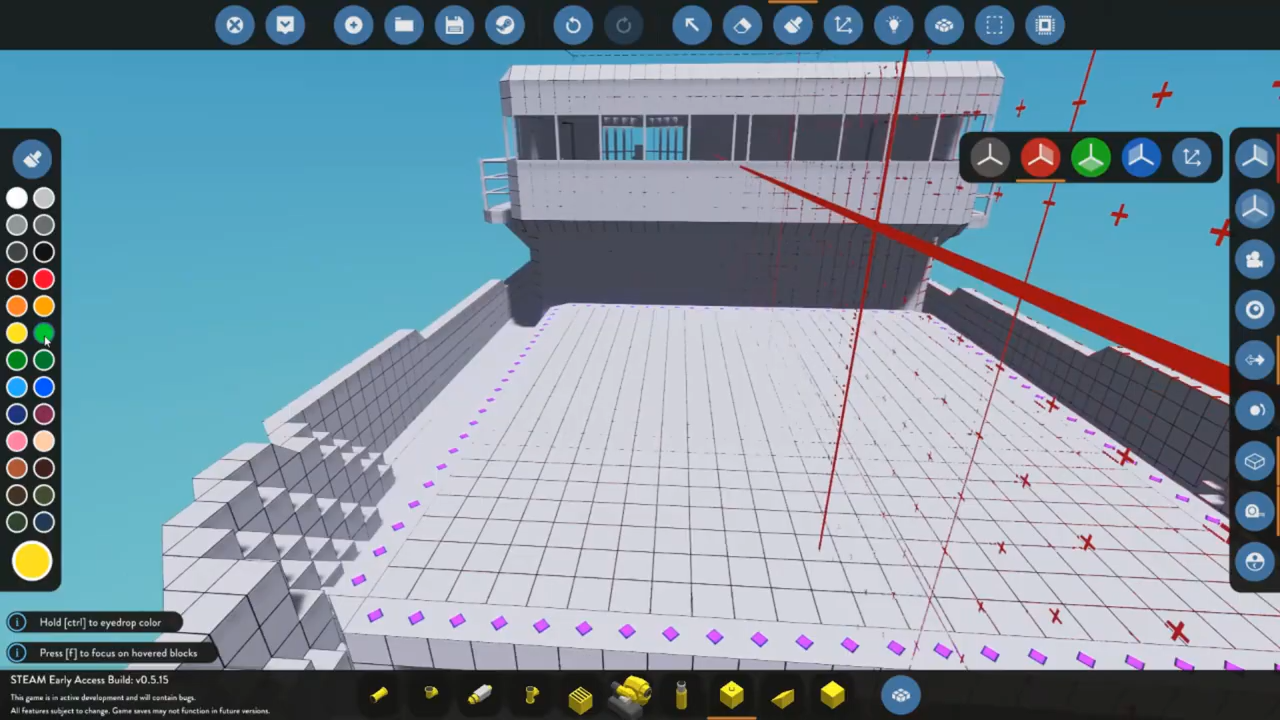 Hold [ctrl] to eyedrop color
Press [f] to focus on hovered blocks
STEAM Early Access Build: v0.5.15
This game is in active development and will contain bugs.
All features subject to change. Game saves may not function in future versions.